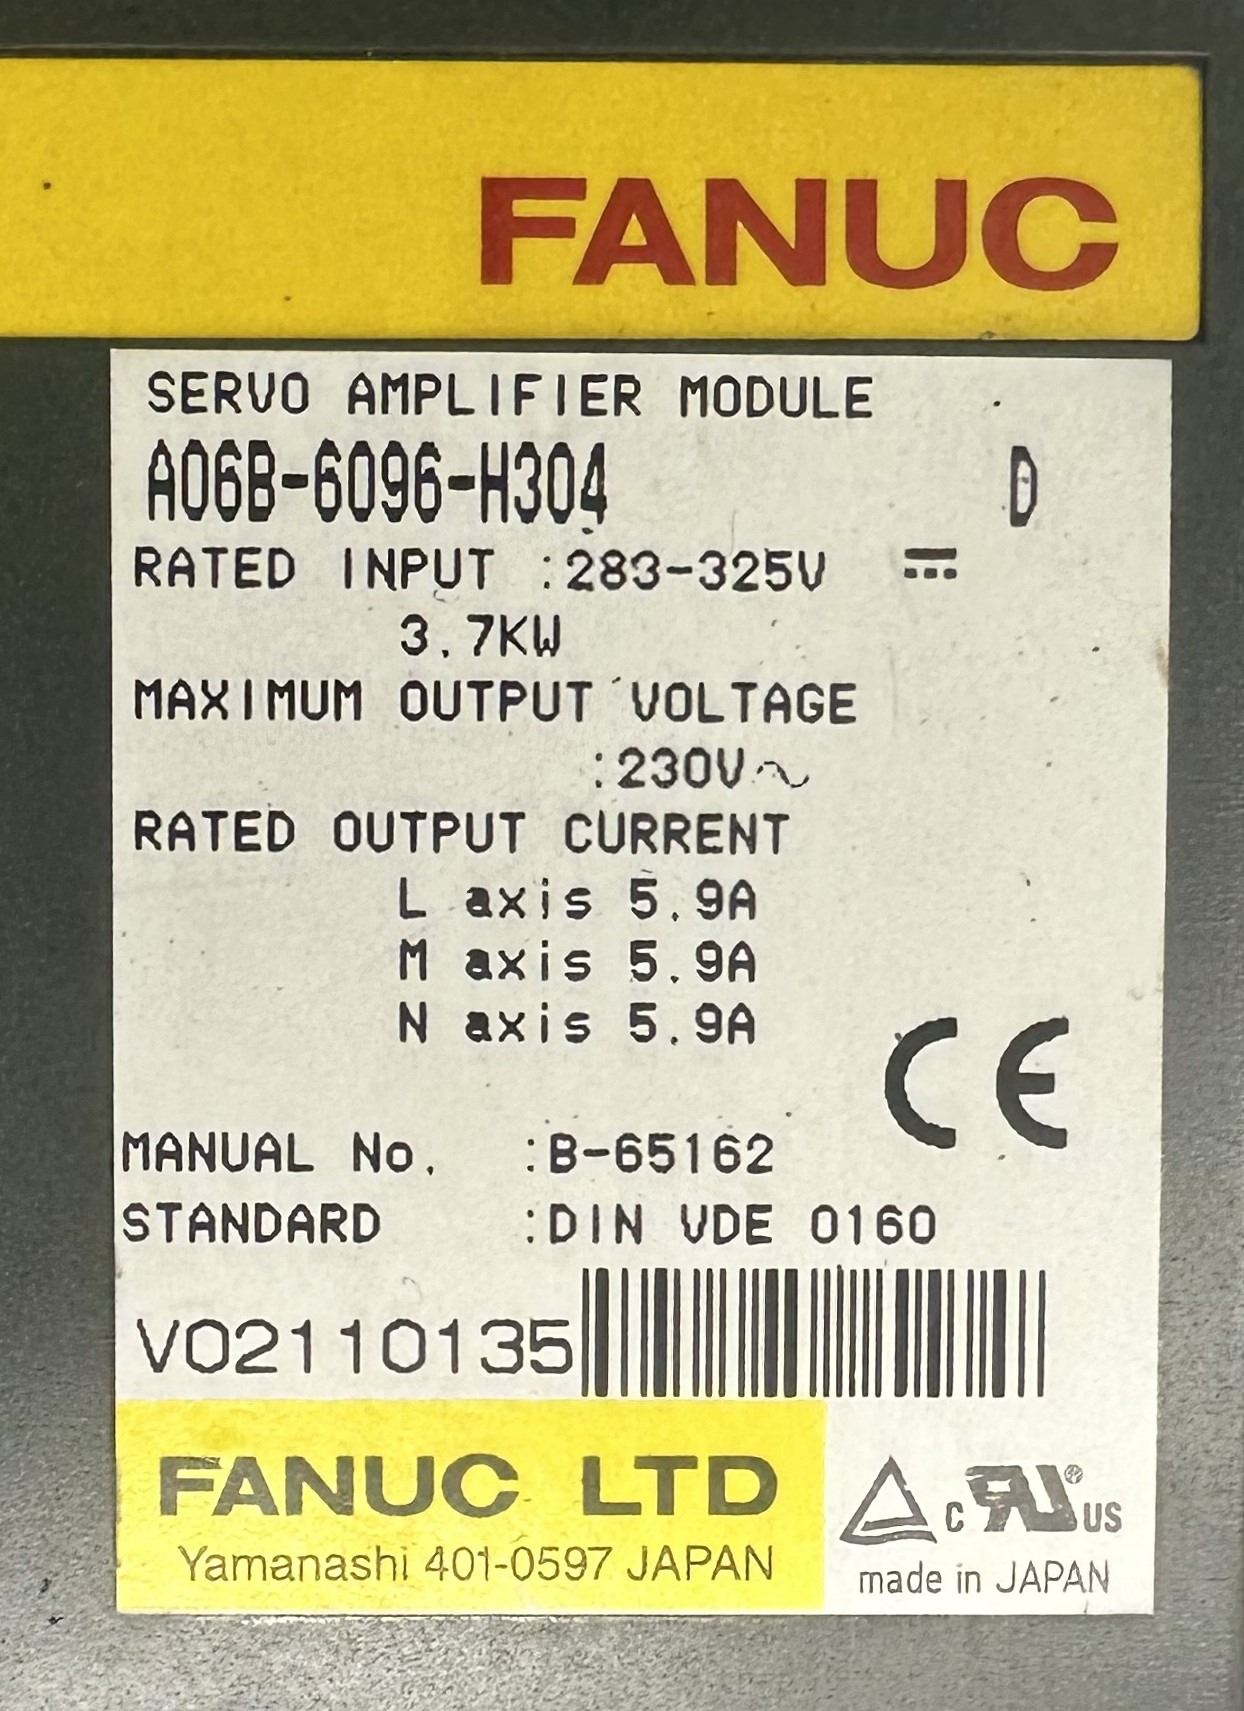 FANUC
SERVO AMPLIFIER MODULE
A06B-6096-H304 D
RATED INPUT :283-325V ⎓
3.7KW
MAXIMUM OUTPUT VOLTAGE
:230V∿
RATED OUTPUT CURRENT
L axis 5.9A
M axis 5.9A
N axis 5.9A
CE
MANUAL No. :B-65162
STANDARD :DIN VDE 0160
V02110135
FANUC LTD
Yamanashi 401-0597 JAPAN
c RU ® US
made in JAPAN